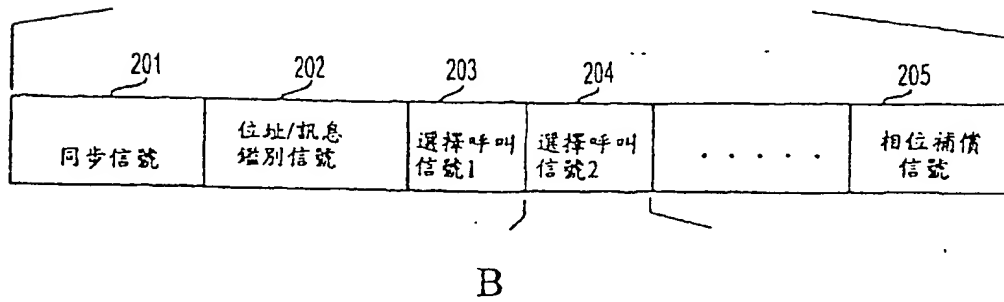 201
202
203
204
205
同步信號
位址/訊息
鑑別信號
選擇呼叫
信號1
選擇呼叫
信號2
.....
相位補償
信號
B